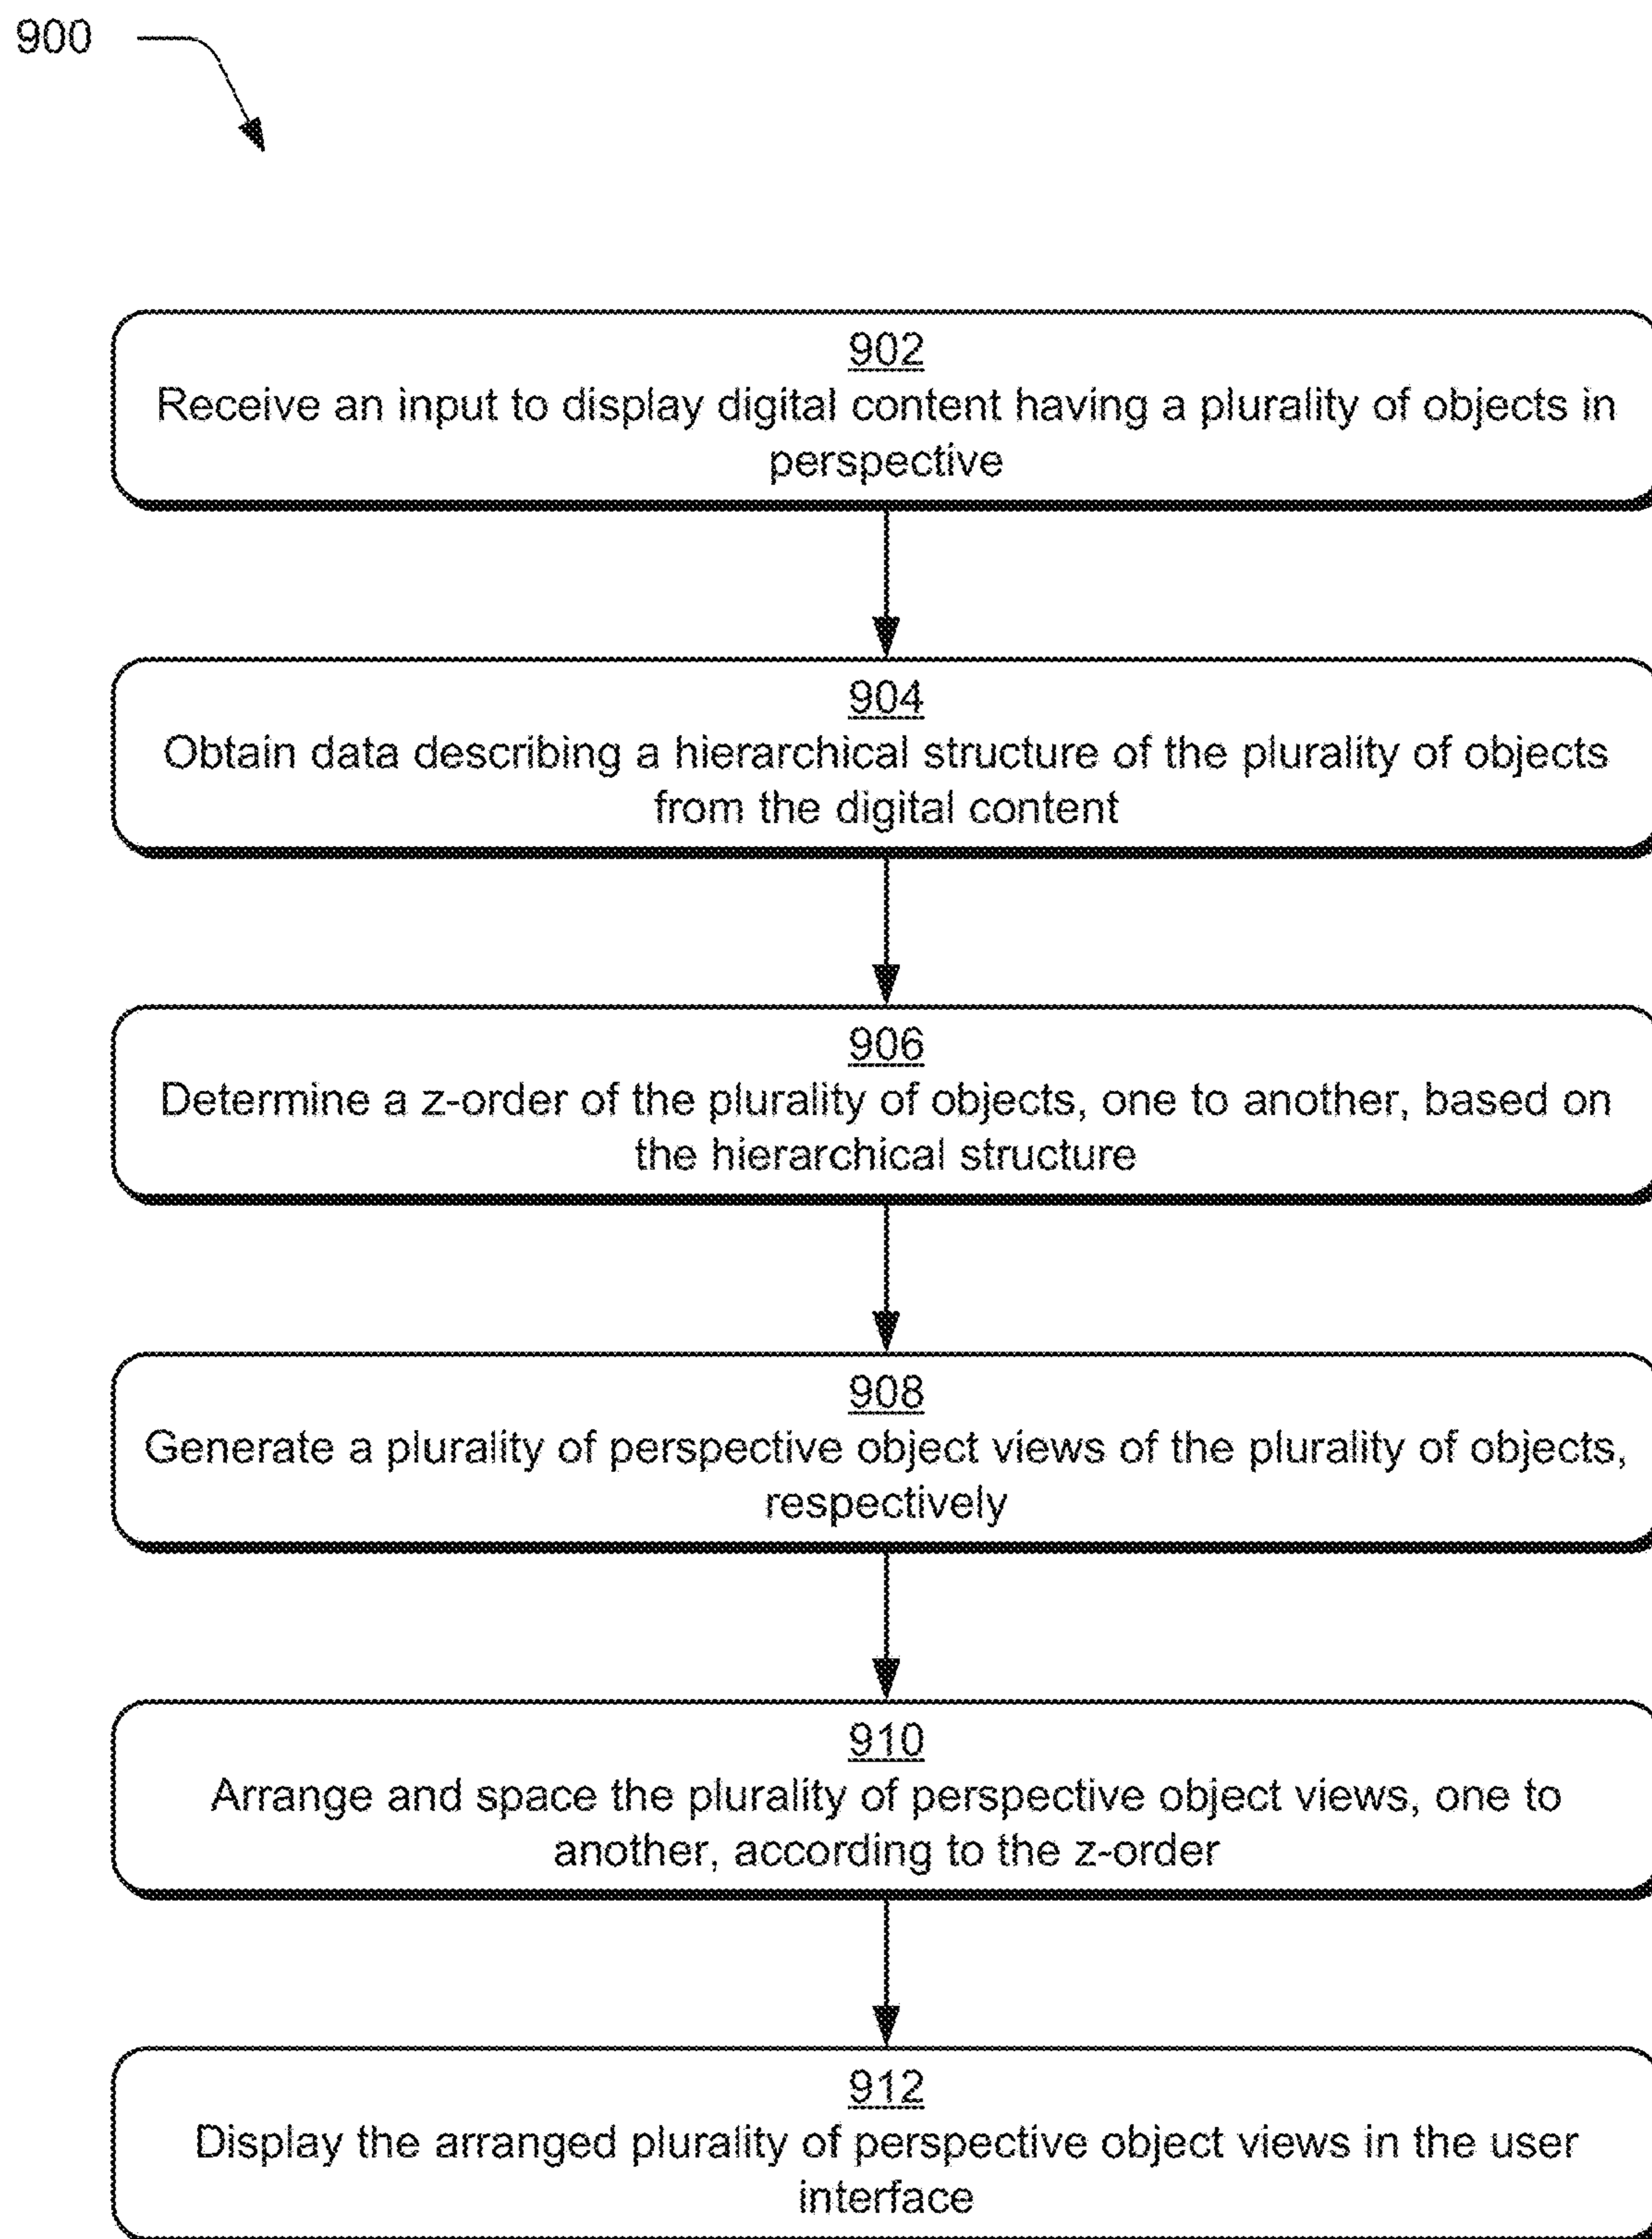 900
902
Receive an input to display digital content having a plurality of objects in
perspective
904
Obtain data describing a hierarchical structure of the plurality of objects
from the digital content
906
Determine a z-order of the plurality of objects, one to another, based on
the hierarchical structure
908
Generate a plurality of perspective object views of the plurality of objects,
respectively
910
Arrange and space the plurality of perspective object views, one to
another, according to the z-order
912
Display the arranged plurality of perspective object views in the user
interface